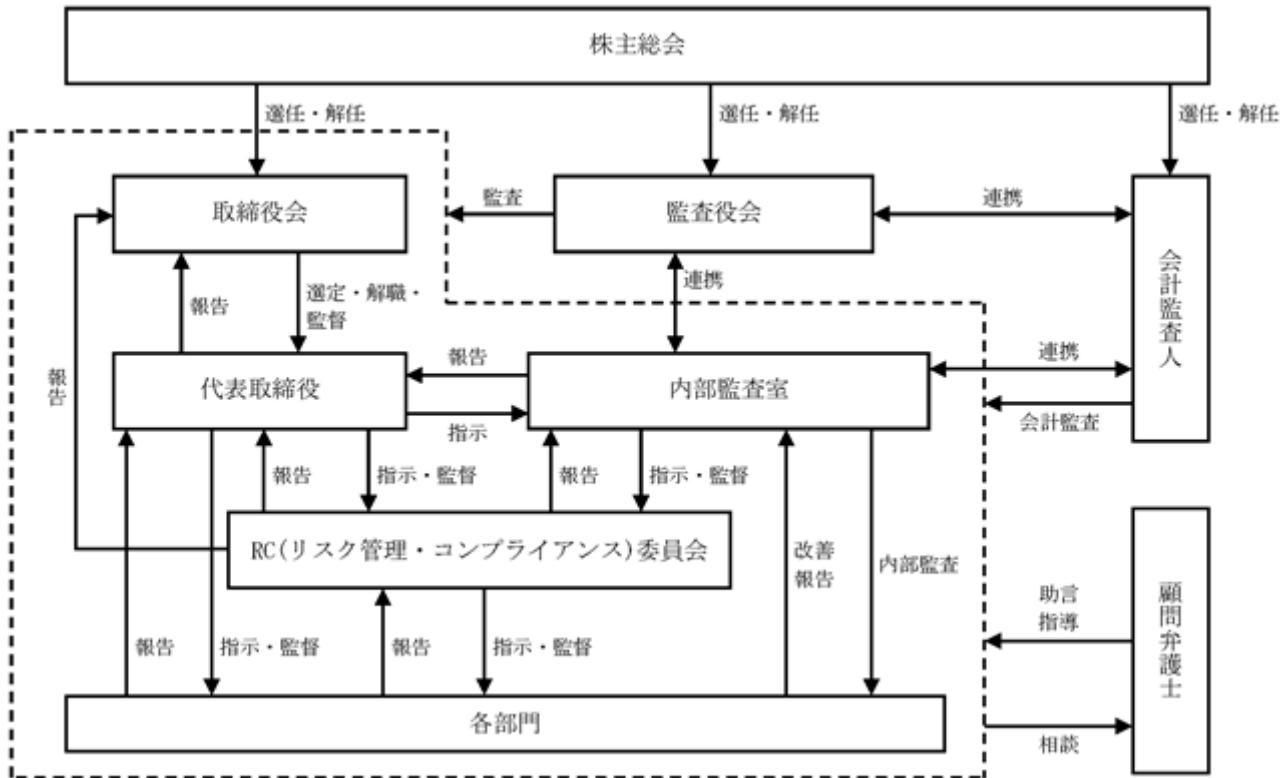 株主総会
選任・解任
選任・解任
選任・解任
取締役会
監査
監査役会
連携
会計監査人
報告
選定・解職・
監督
連携
報告
代表取締役
報告
指示
内部監査室
連携
会計監査
報告
指示・監督
報告
指示・監督
RC(リスク管理・コンプライアンス)委員会
改善
報告
内部監査
顧問弁護士
助言
指導
報告
指示・監督
報告
指示・監督
各部門
相談